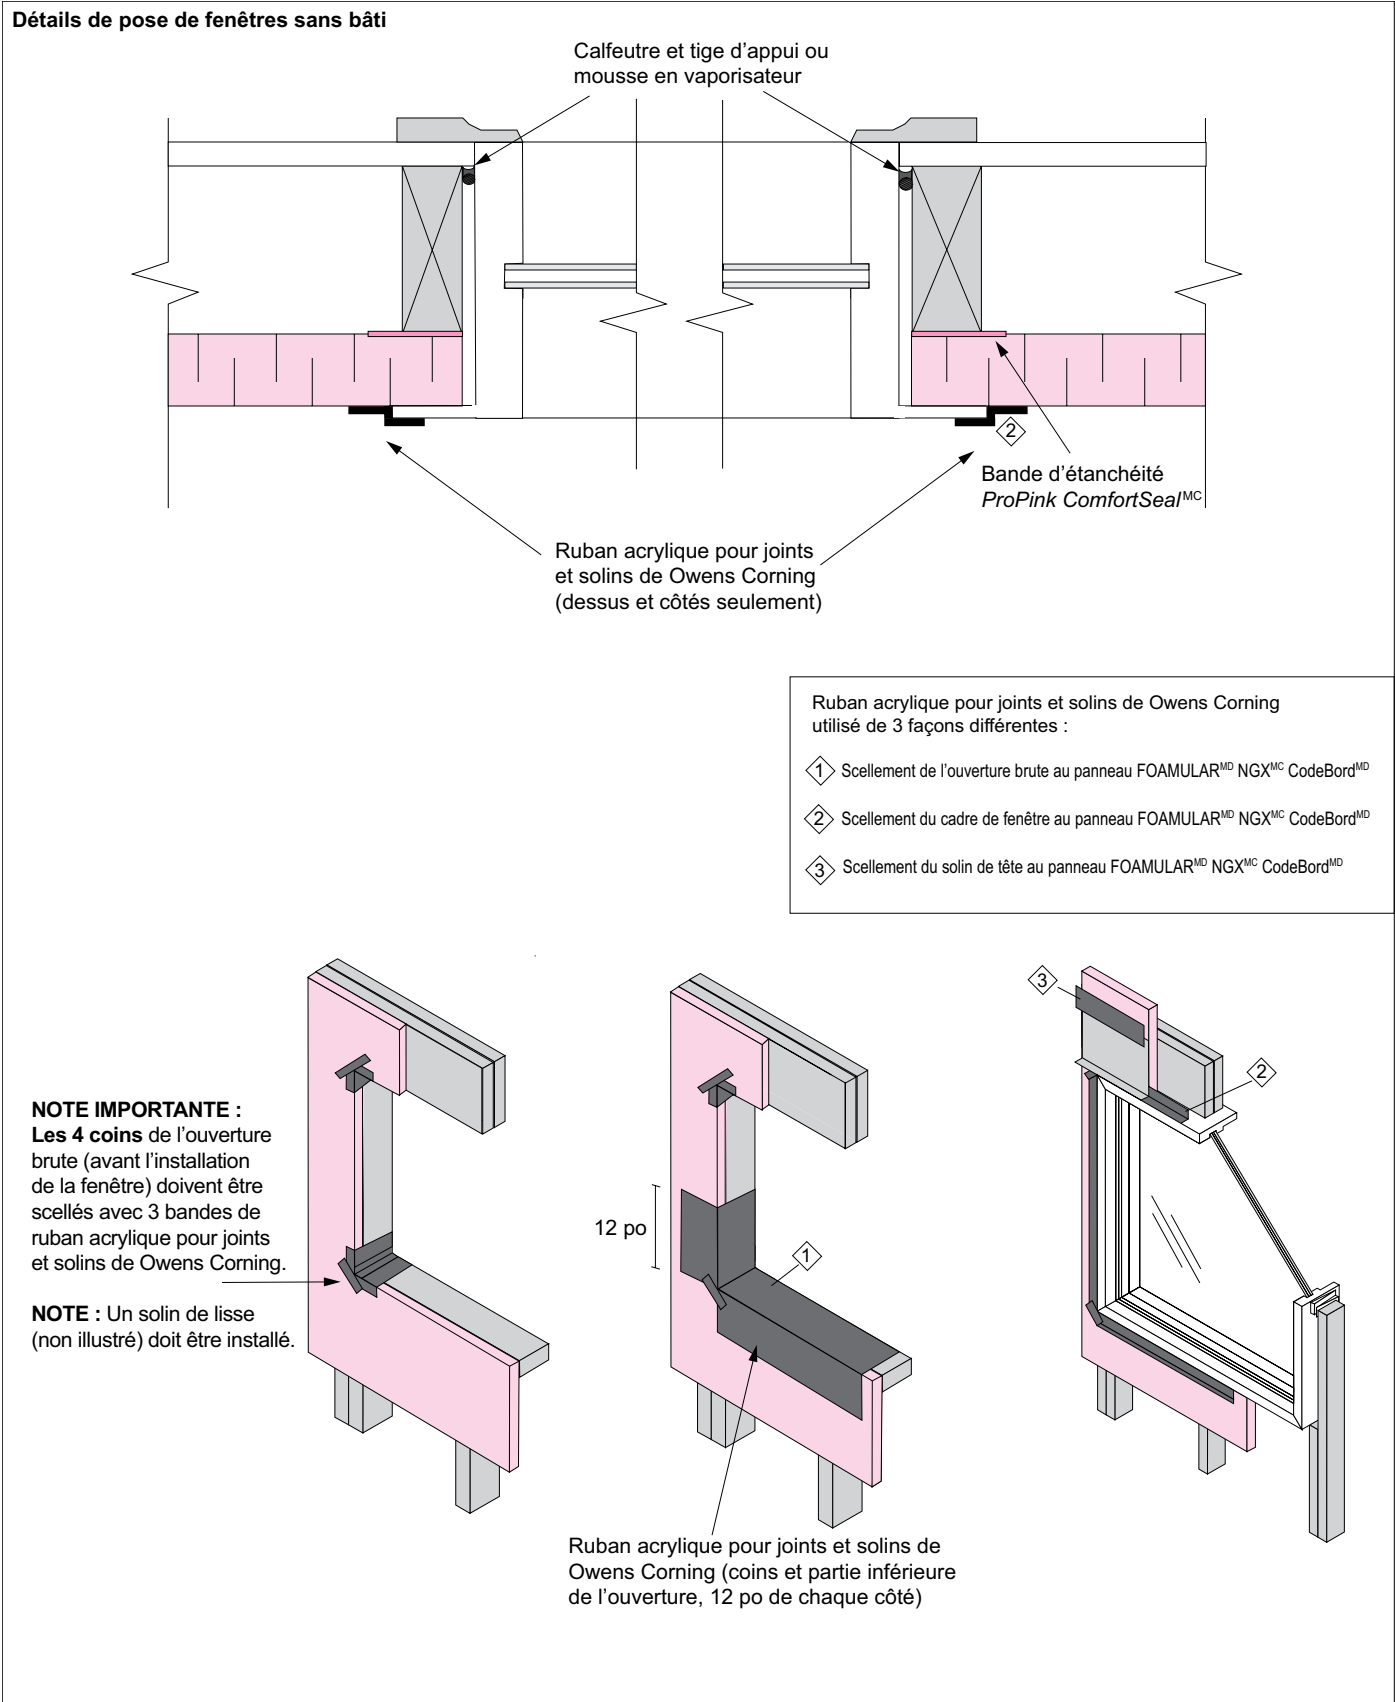 Détails de pose de fenêtres sans bâti
Calfeutre et tige d'appui ou
mousse en vaporisateur
2
Bande d'étanchéité
ProPink ComfortSealMC
Ruban acrylique pour joints
et solins de Owens Corning
(dessus et côtés seulement)
Ruban acrylique pour joints et solins de Owens Corning
utilisé de 3 façons différentes :
1 Scellement de l'ouverture brute au panneau FOAMULARMD NGXMC CodeBordMD
2 Scellement du cadre de fenêtre au panneau FOAMULARMD NGXMC CodeBordMD
3 Scellement du solin de tête au panneau FOAMULARMD NGXMC CodeBordMD
NOTE IMPORTANTE :
Les 4 coins de l'ouverture
brute (avant l'installation
de la fenêtre) doivent être
scellés avec 3 bandes de
ruban acrylique pour joints
et solins de Owens Corning.
NOTE : Un solin de lisse
(non illustré) doit être installé.
12 po
1
3
2
Ruban acrylique pour joints et solins de
Owens Corning (coins et partie inférieure
de l'ouverture, 12 po de chaque côté)